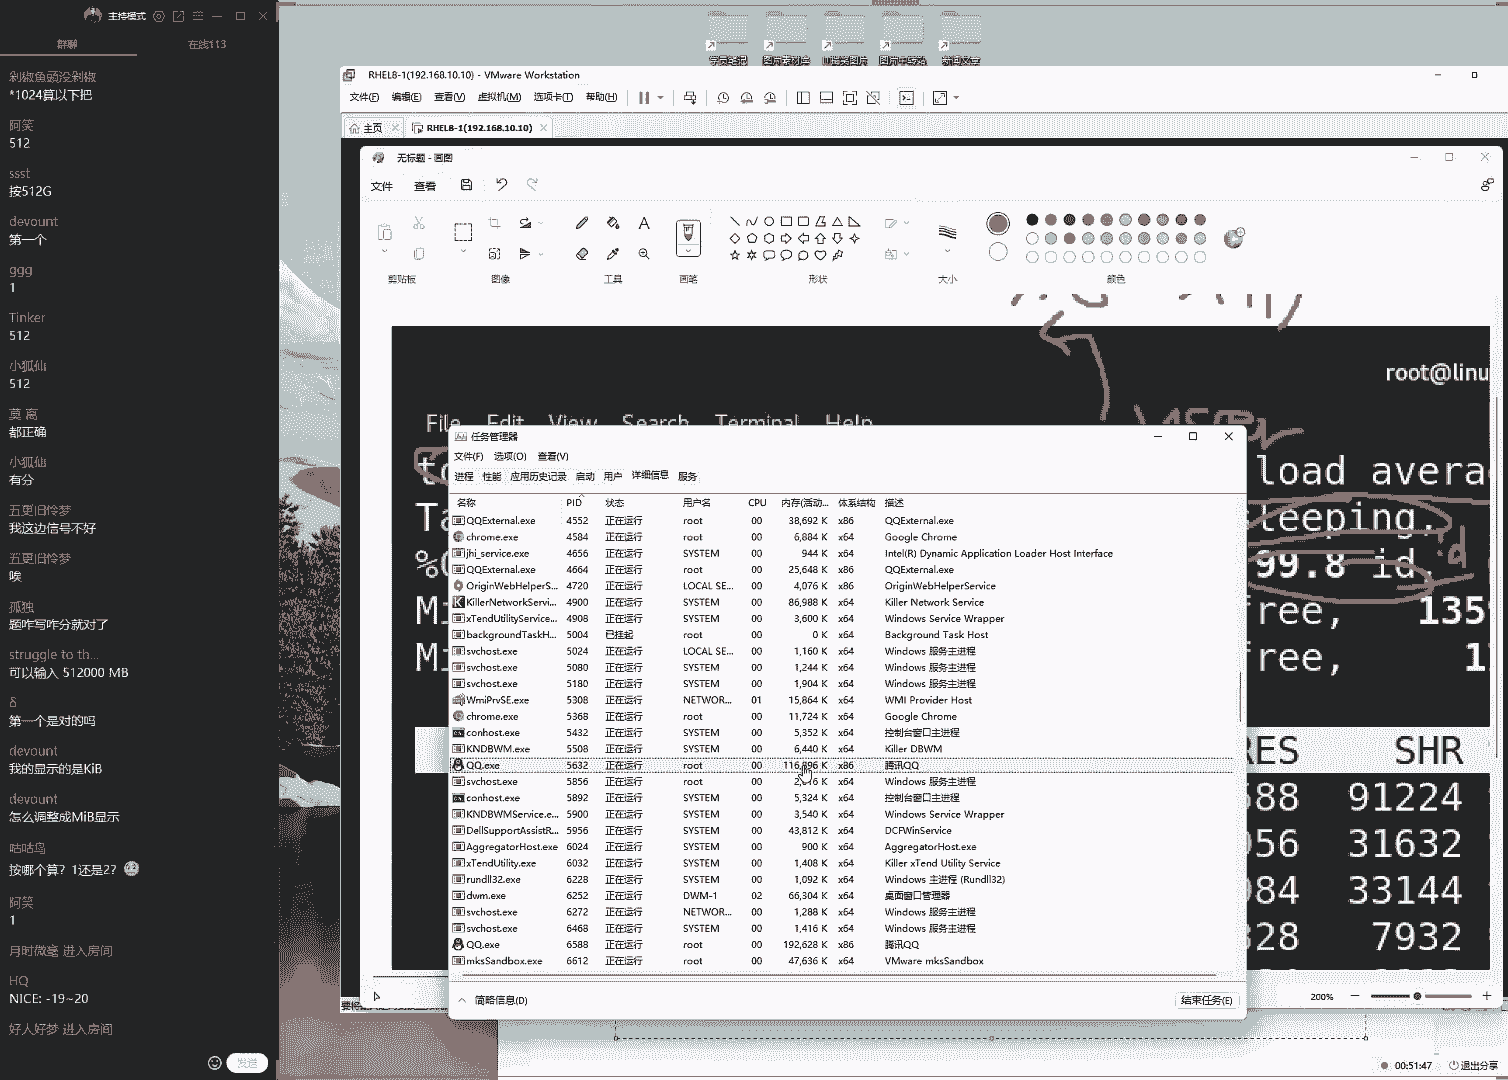 主持模式
群聊
在线113
剁椒鱼頭没剁椒
*1024算以下把
阿笑
512
ssst
按512G
devount
第一个
ggg
1
Tinker
512
小狐仙
512
莫 离
都正确
小狐仙
有分
五更旧怜梦
我这边信号不好
五更旧怜梦
唉
孤独
题咋写咋分就对了
struggle to th...
可以输入 512000 MB
δ
第一个是对的吗
devount
我的显示的是KiB
devount
怎么调整成MiB显示
咕咕鸟
按哪个算？1还是2？
阿笑
1
月时微毫 进入房间
HQ
NICE: -19~20
好人好梦 进入房间
发送
RHEL8-1(192.168.10.10) - VMware Workstation
文件(F) 编辑(E) 查看(V) 虚拟机(M) 选项卡(T) 帮助(H)
主页 RHEL8-1(192.168.10.10)
无标题 - 画图
文件 查看
剪贴板 图像 工具 画笔 形状 大小 颜色
root@linu
File Edit View Search Terminal Help
load avera
leeping,
99.8 id,
id
free, 135
ree, 1
RES SHR
588 91224
956 31632
984 33144
328 7932
任务管理器
文件(F) 选项(O) 查看(V)
进程 性能 应用历史记录 启动 用户 详细信息 服务
名称 PID 状态 用户名 CPU 内存(活动... 体系结构 描述
QQExternal.exe 4552 正在运行 root 00 38,692 K x86 QQExternal.exe
chrome.exe 4584 正在运行 root 00 6,884 K x64 Google Chrome
jhi_service.exe 4656 正在运行 SYSTEM 00 944 K x64 Intel(R) Dynamic Application Loader Host Interface
QQExternal.exe 4664 正在运行 root 00 25,648 K x86 QQExternal.exe
OriginWebHelperS... 4720 正在运行 LOCAL SE... 00 4,076 K x86 OriginWebHelperService
KillerNetworkServi... 4900 正在运行 SYSTEM 00 86,988 K x64 Killer Network Service
xTendUtilityService... 4908 正在运行 SYSTEM 00 3,600 K x64 Windows Service Wrapper
backgroundTaskH... 5004 已挂起 root 00 0 K x64 Background Task Host
svchost.exe 5024 正在运行 LOCAL SE... 00 1,160 K x64 Windows 服务主进程
svchost.exe 5080 正在运行 SYSTEM 00 1,244 K x64 Windows 服务主进程
svchost.exe 5180 正在运行 SYSTEM 00 1,904 K x64 Windows 服务主进程
WmiPrvSE.exe 5308 正在运行 NETWOR... 01 15,864 K x64 WMI Provider Host
chrome.exe 5368 正在运行 root 00 11,724 K x64 Google Chrome
conhost.exe 5432 正在运行 SYSTEM 00 5,352 K x64 控制台窗口主进程
KNDBWM.exe 5508 正在运行 SYSTEM 00 6,440 K x64 Killer DBWM
QQ.exe 5632 正在运行 root 00 K x86 腾讯QQ
svchost.exe 5856 正在运行 root 00 K x64 Windows 服务主进程
conhost.exe 5892 正在运行 SYSTEM 00 5,324 K x64 控制台窗口主进程
KNDBWMService.e... 5900 正在运行 SYSTEM 00 3,540 K x64 Windows Service Wrapper
DellSupportAssistR... 5956 正在运行 SYSTEM 00 43,812 K x64 DCFWinService
AggregatorHost.exe 6024 正在运行 SYSTEM 00 900 K x64 AggregatorHost.exe
xTendUtility.exe 6032 正在运行 SYSTEM 00 1,408 K x64 Killer xTend Utility Service
rundll32.exe 6228 正在运行 SYSTEM 00 1,092 K x64 Windows 主进程 (Rundll32)
dwm.exe 6252 正在运行 DWM-1 02 66,304 K x64 桌面窗口管理器
svchost.exe 6272 正在运行 NETWOR... 00 1,288 K x64 Windows 服务主进程
svchost.exe 6468 正在运行 SYSTEM 00 1,416 K x64 Windows 服务主进程
QQ.exe 6588 正在运行 root 00 192,628 K x86 腾讯QQ
mksSandbox.exe 6612 正在运行 root 00 47,636 K x64 VMware mksSandbox
简略信息(D) 结束任务(E)
200%
00:51:47 退出分享